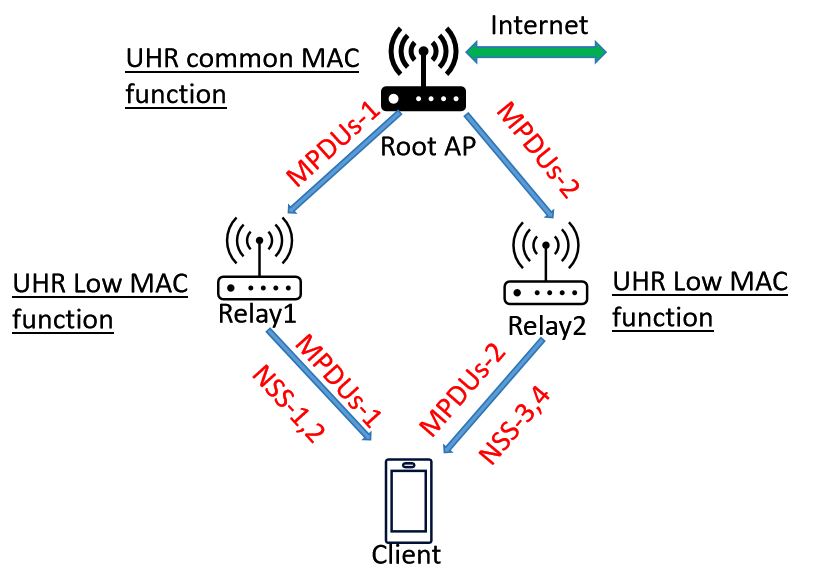 Internet
UHR common MAC
function
Root AP
MPDUs-1
MPDUs-2
UHR Low MAC
function
Relay1
UHR Low MAC
function
Relay2
MPDUs-1
NSS-1,2
MPDUs-2
NSS-3,4
Client